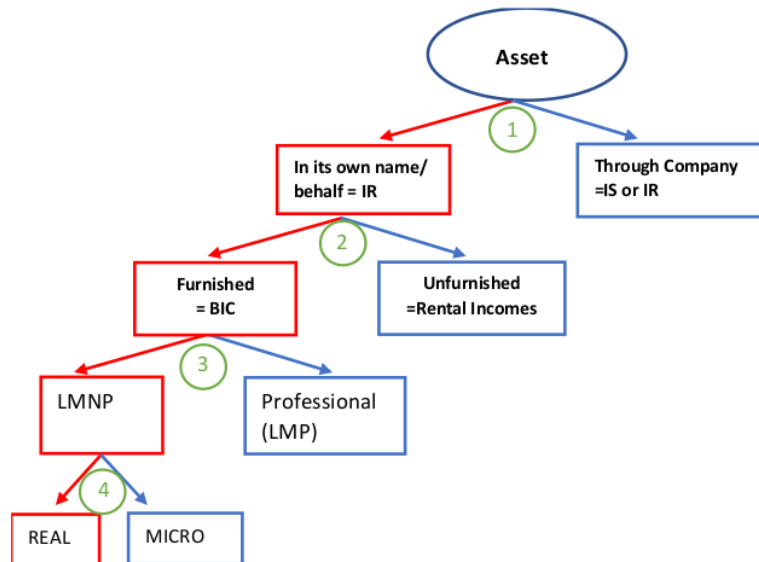 Asset
1
In its own name/
behalf = IR
Through Company
=IS or IR
2
Furnished
= BIC
Unfurnished
=Rental Incomes
3
LMNP
Professional
(LMP)
4
REAL
MICRO